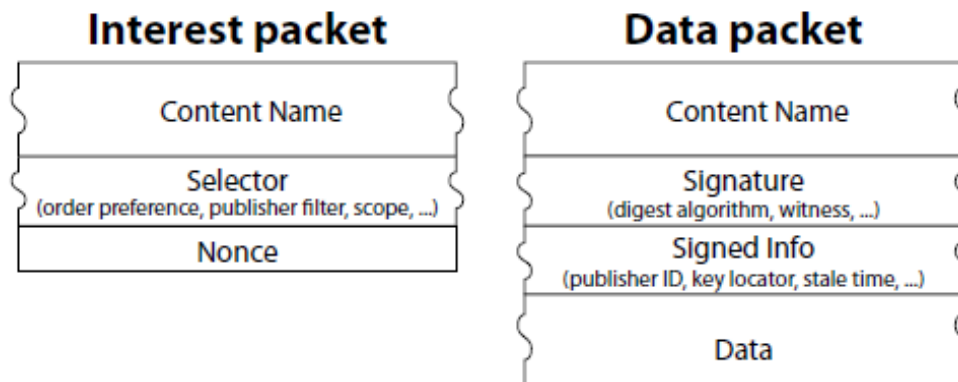 Interest packet
Content Name
Selector
(order preference, publisher filter, scope, ...)
Nonce
Data packet
Content Name
Signature
(digest algorithm, witness, ...)
Signed Info
(publisher ID, key locator, stale time, ...)
Data